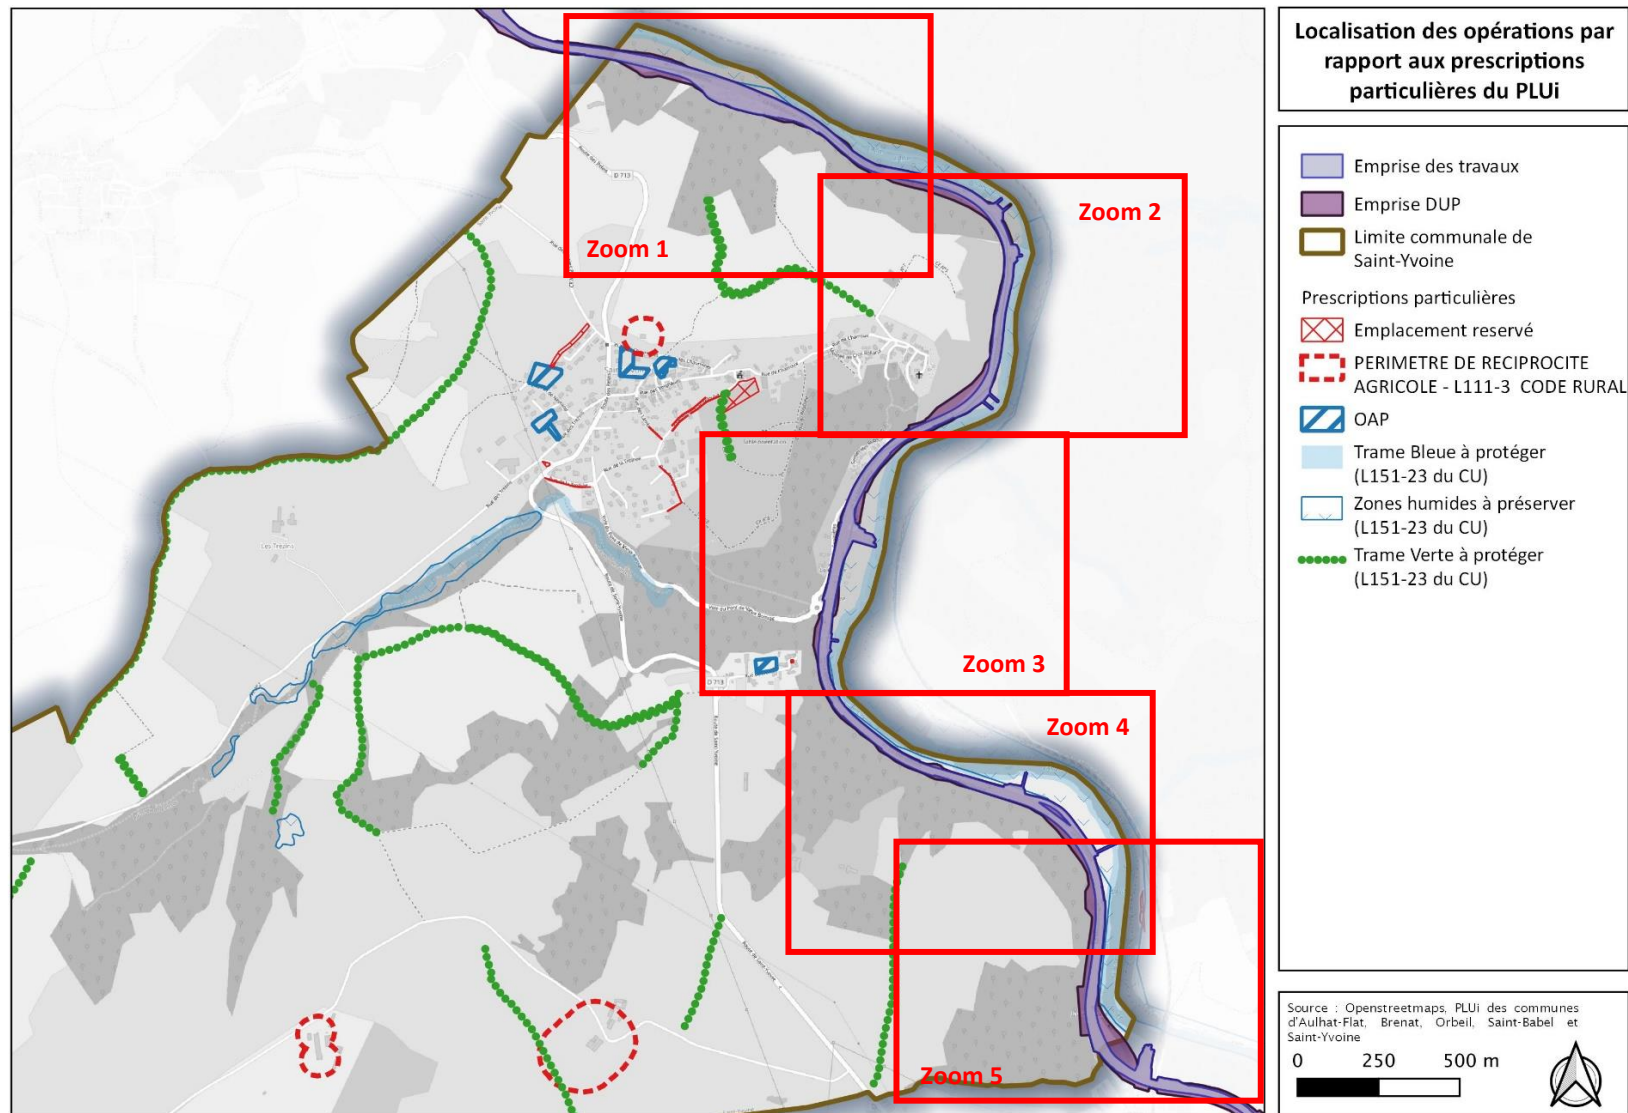 Localisation des opérations par
rapport aux prescriptions
particulières du PLUi
Emprise des travaux
Emprise DUP
Limite communale de
Saint-Yvoine
Prescriptions particulières
Emplacement reservé
PERIMETRE DE RECIPROCITE
AGRICOLE - L111-3 CODE RURAL
OAP
Trame Bleue à protéger
(L151-23 du CU)
Zones humides à préserver
(L151-23 du CU)
Trame Verte à protéger
(L151-23 du CU)
Source : Openstreetmaps, PLUi des communes
d'Aulhat-Flat, Brenat, Orbeil, Saint-Babel et
Saint-Yvoine
0 250 500 m
Zoom 1
Zoom 2
Zoom 3
Zoom 4
Zoom 5
D 713
D 713
Les Trépins